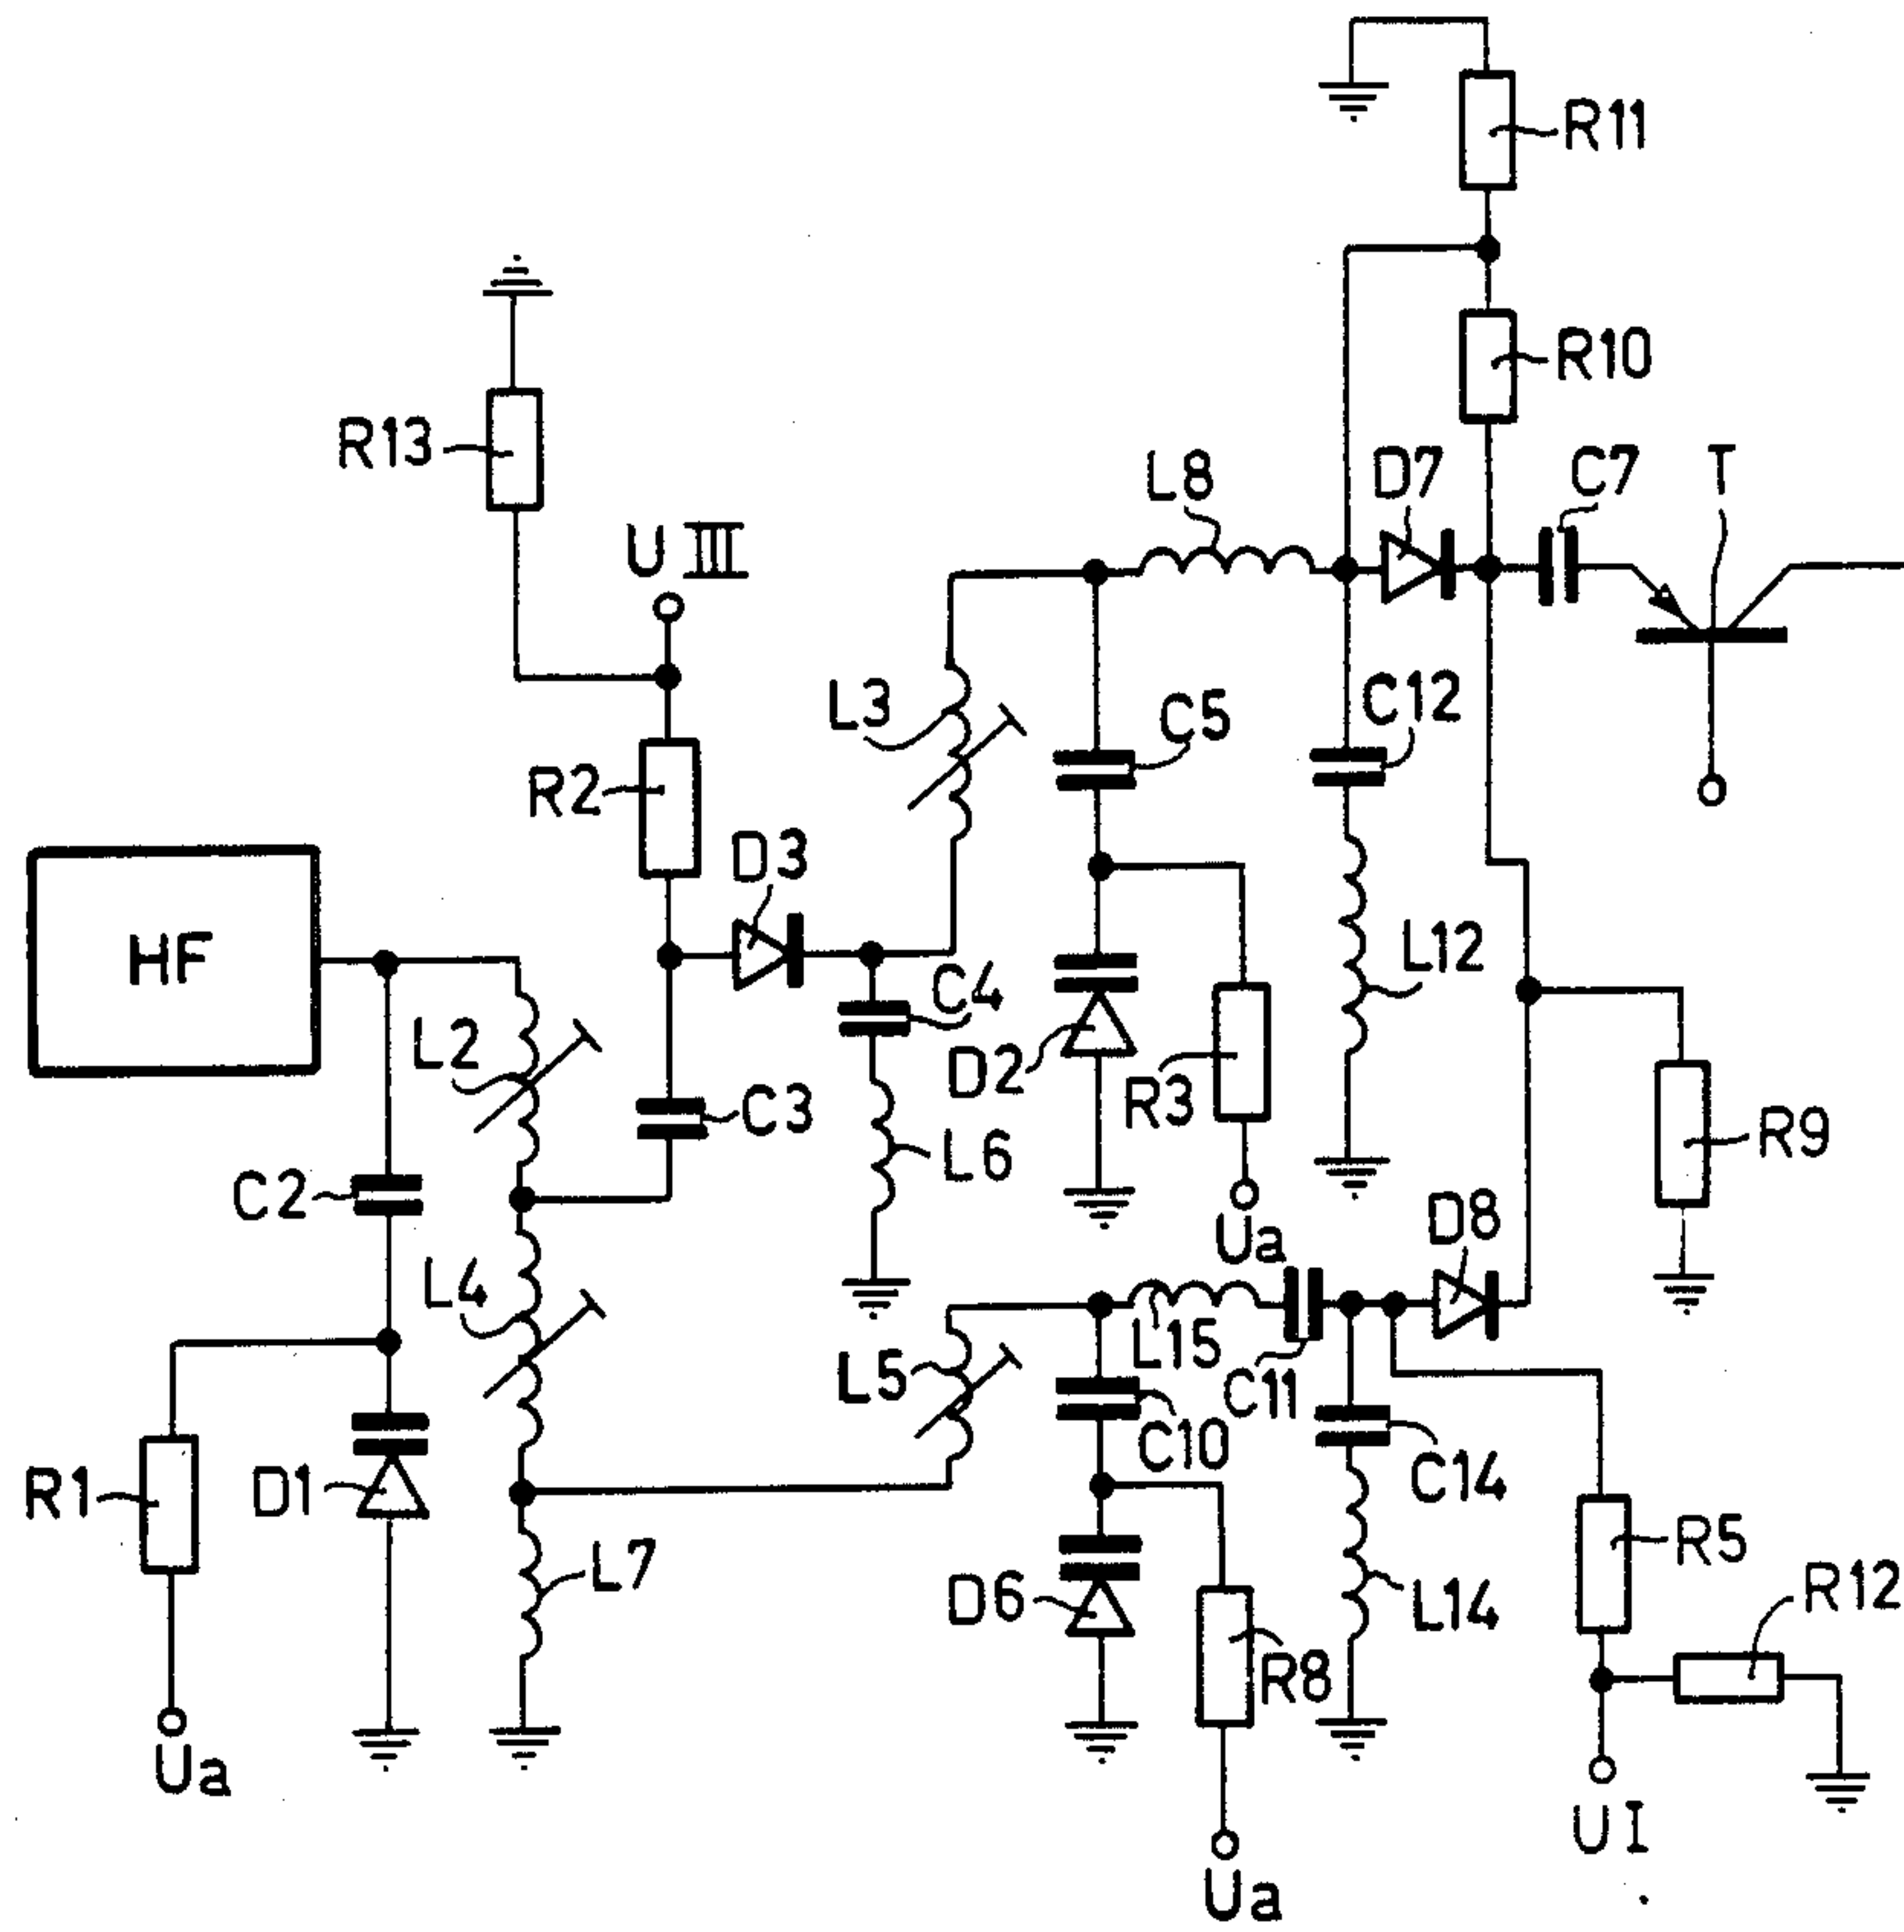 R11
R10
R13
L8
D7
C7
T
U III
L3
C5
C12
R2
D3
HF
C4
L12
L2
D2
R3
C3
L6
R9
C2
Ua
D8
L4
L15
L5
C11
C10
R1
D1
C14
R5
L7
D6
L14
R12
R8
Ua
UI
Ua